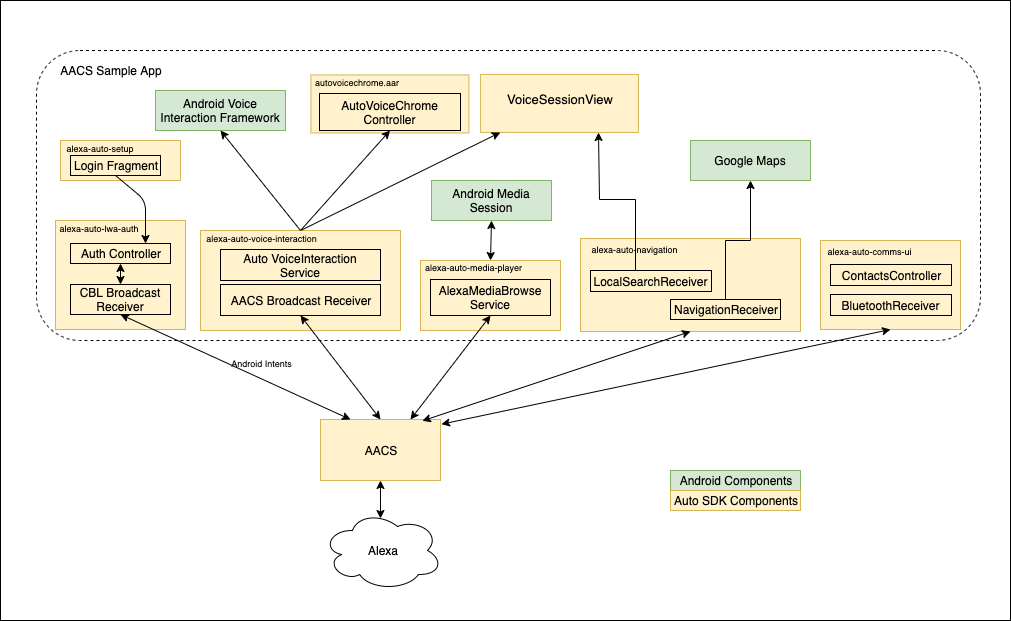 AACS Sample App
autovoicechrome.aar
AutoVoiceChrome
Controller
VoiceSessionView
Android Voice
Interaction Framework
alexa-auto-setup
Login Fragment
Google Maps
Android Media
Session
alexa-auto-lwa-auth
Auth Controller
CBL Broadcast
Receiver
alexa-auto-voice-interaction
Auto VoiceInteraction
Service
AACS Broadcast Receiver
alexa-auto-media-player
AlexaMediaBrowse
Service
alexa-auto-navigation
LocalSearchReceiver
NavigationReceiver
alexa-auto-comms-ui
ContactsController
BluetoothReceiver
Android Intents
AACS
Alexa
Android Components
Auto SDK Components